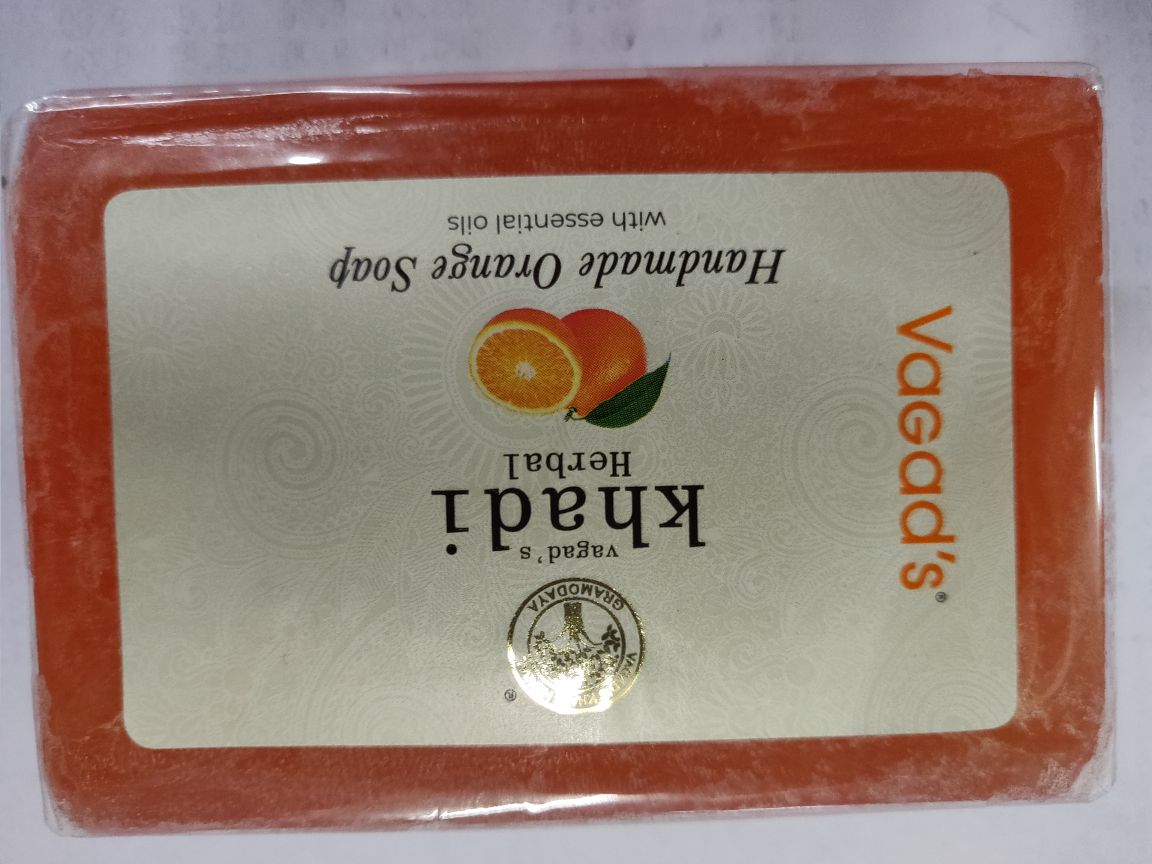 GRAMODAYA
®
vagad's
khadi
Herbal
Handmade Orange Soap
with essential oils
VaGad's®